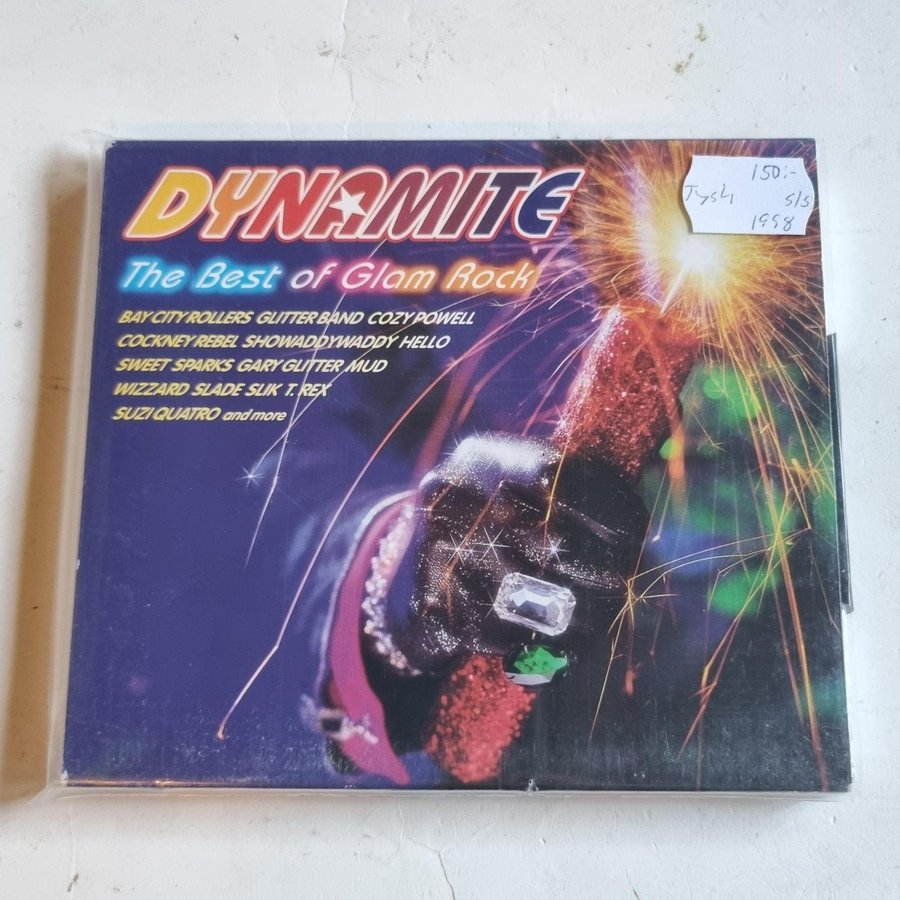 DYNAMITE
The Best of Glam Rock
BAY CITY ROLLERS GLITTER BAND COZY POWELL
COCKNEY REBEL SHOWADDYWADDY HELLO
SWEET SPARKS GARY GLITTER MUD
WIZZARD SLADE SLIK T. REX
SUZI QUATRO and more
150:-
s/s
1998